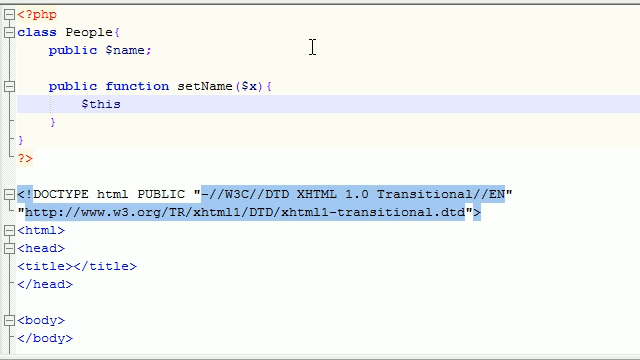 <?php
class People{
public $name;
public function setName($x){
$this
}
}
?>
<!DOCTYPE html PUBLIC "-//W3C//DTD XHTML 1.0 Transitional//EN"
"http://www.w3.org/TR/xhtml1/DTD/xhtml1-transitional.dtd">
<html>
<head>
<title></title>
</head>
<body>
</body>